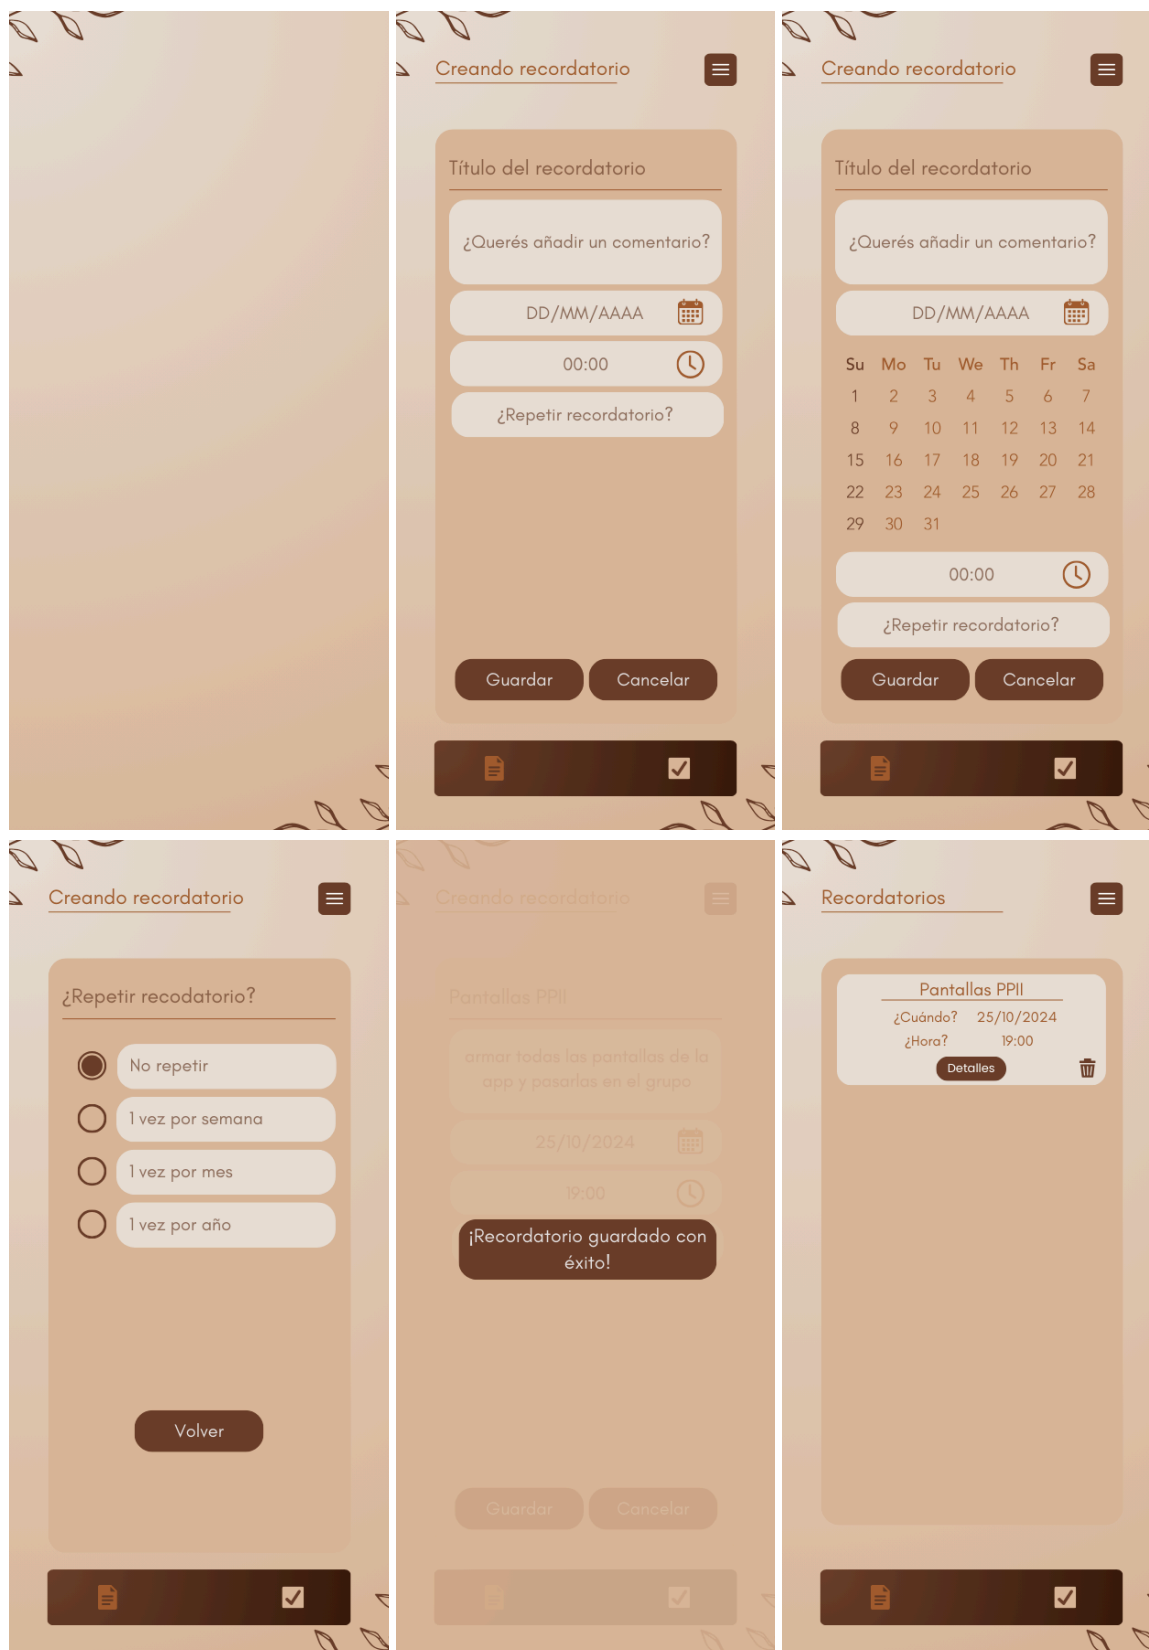 Creando recordatorio
Título del recordatorio
¿Querés añadir un comentario?
DD/MM/AAAA
00:00
¿Repetir recordatorio?
Guardar Cancelar
Creando recordatorio
Título del recordatorio
¿Querés añadir un comentario?
DD/MM/AAAA
Su Mo Tu We Th Fr Sa
1 2 3 4 5 6 7
8 9 10 11 12 13 14
15 16 17 18 19 20 21
22 23 24 25 26 27 28
29 30 31
00:00
¿Repetir recordatorio?
Guardar Cancelar
Creando recordatorio
¿Repetir recodatorio?
No repetir
1 vez por semana
1 vez por mes
1 vez por año
Volver
Creando recordatorio
Pantallas PPII
armar todas las pantallas de la
app y pasarlas en el grupo
25/10/2024
19:00
¡Recordatorio guardado con
éxito!
Guardar Cancelar
Recordatorios
Pantallas PPII
¿Cuándo? 25/10/2024
¿Hora? 19:00
Detalles